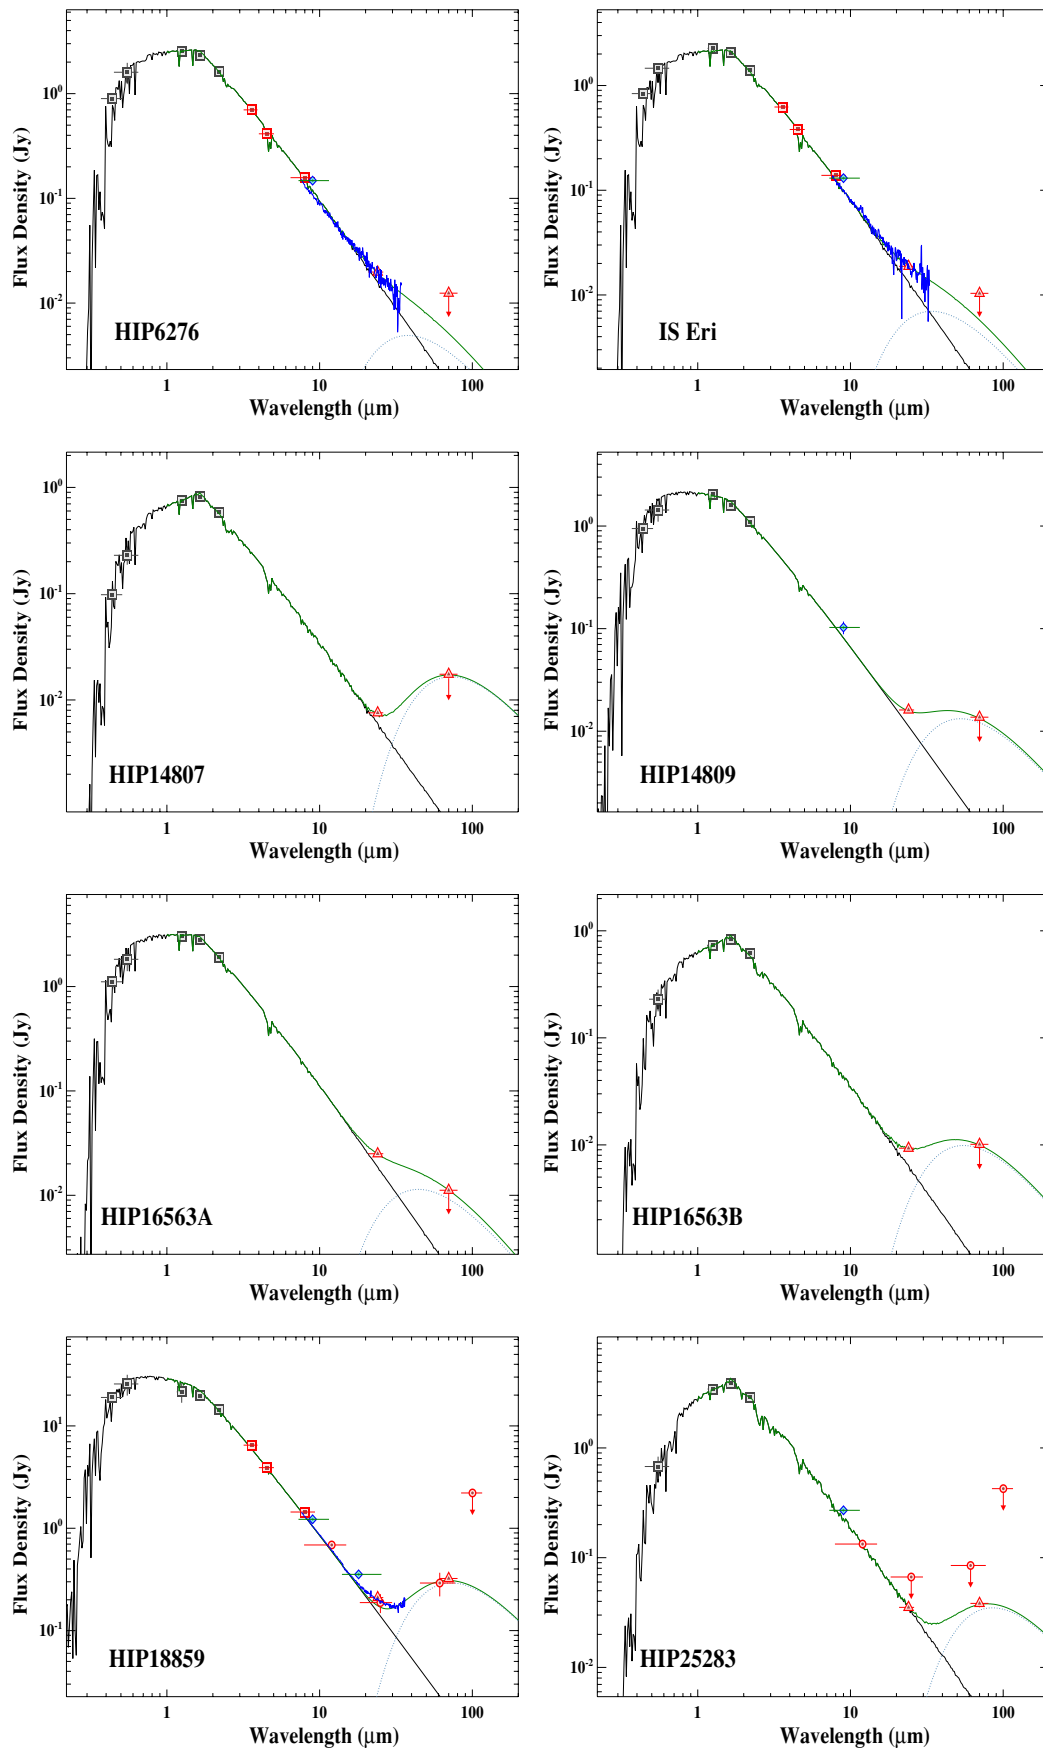 Flux Density (Jy)
10⁰
10⁻¹
10⁻²
HIP6276
1 10 100
Wavelength (μm)
Flux Density (Jy)
10⁰
10⁻¹
10⁻²
IS Eri
1 10 100
Wavelength (μm)
Flux Density (Jy)
10⁰
10⁻¹
10⁻²
HIP14807
1 10 100
Wavelength (μm)
Flux Density (Jy)
10⁰
10⁻¹
10⁻²
HIP14809
1 10 100
Wavelength (μm)
Flux Density (Jy)
10⁰
10⁻¹
10⁻²
HIP16563A
1 10 100
Wavelength (μm)
Flux Density (Jy)
10⁰
10⁻¹
10⁻²
HIP16563B
1 10 100
Wavelength (μm)
Flux Density (Jy)
10¹
10⁰
10⁻¹
HIP18859
1 10 100
Wavelength (μm)
Flux Density (Jy)
10⁰
10⁻¹
10⁻²
HIP25283
1 10 100
Wavelength (μm)